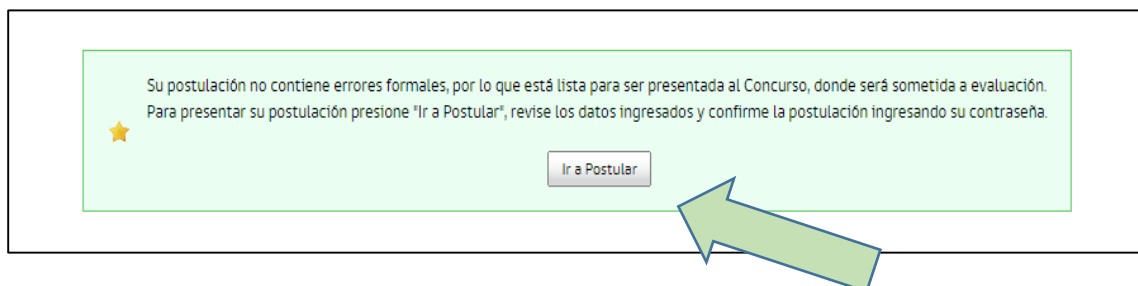 Su postulación no contiene errores formales, por lo que está lista para ser presentada al Concurso, donde será sometida a evaluación.
Para presentar su postulación presione "Ir a Postular", revise los datos ingresados y confirme la postulación ingresando su contraseña.
Ir a Postular